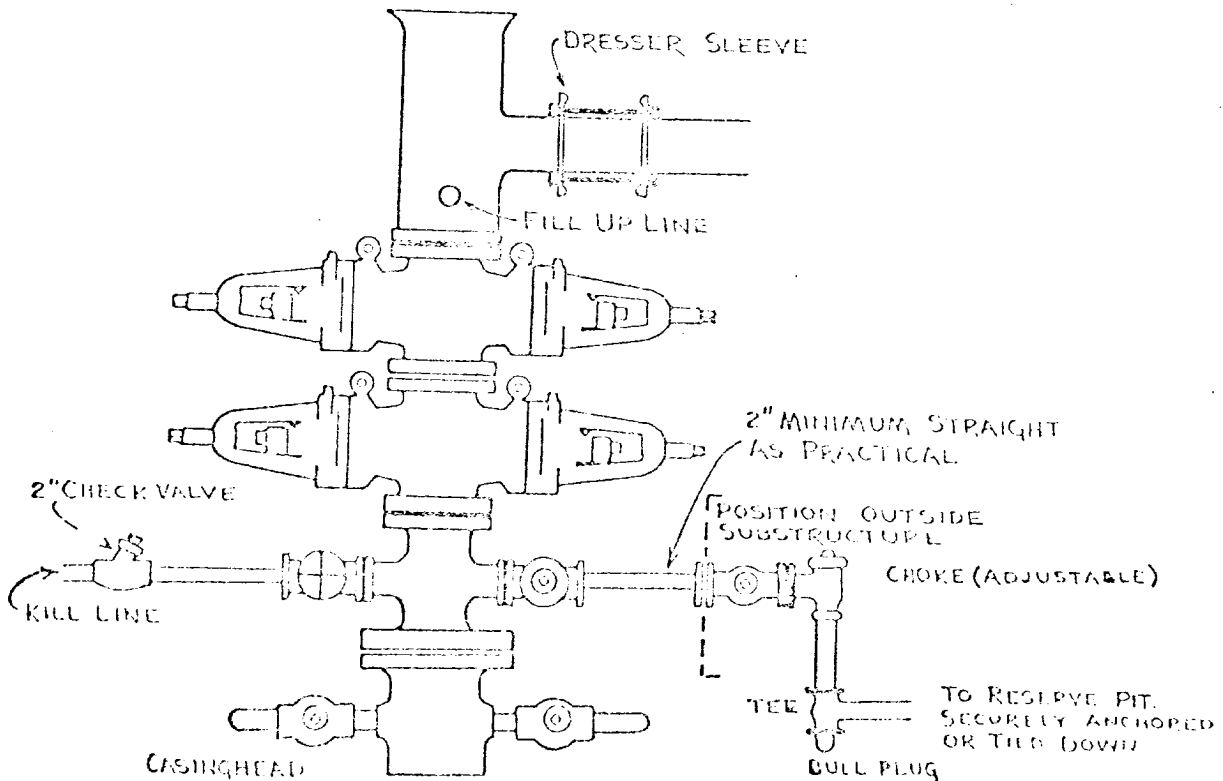 DRESSER SLEEVE
FILL UP LINE
2" MINIMUM STRAIGHT
AS PRACTICAL
2" CHECK VALVE
POSITION OUTSIDE
SUBSTRUCTURE
CHOKE (ADJUSTABLE)
KILL LINE
TEE
TO RESERVE PIT.
SECURELY ANCHORED
OR TIED DOWN
CASINGHEAD
BULL PLUG